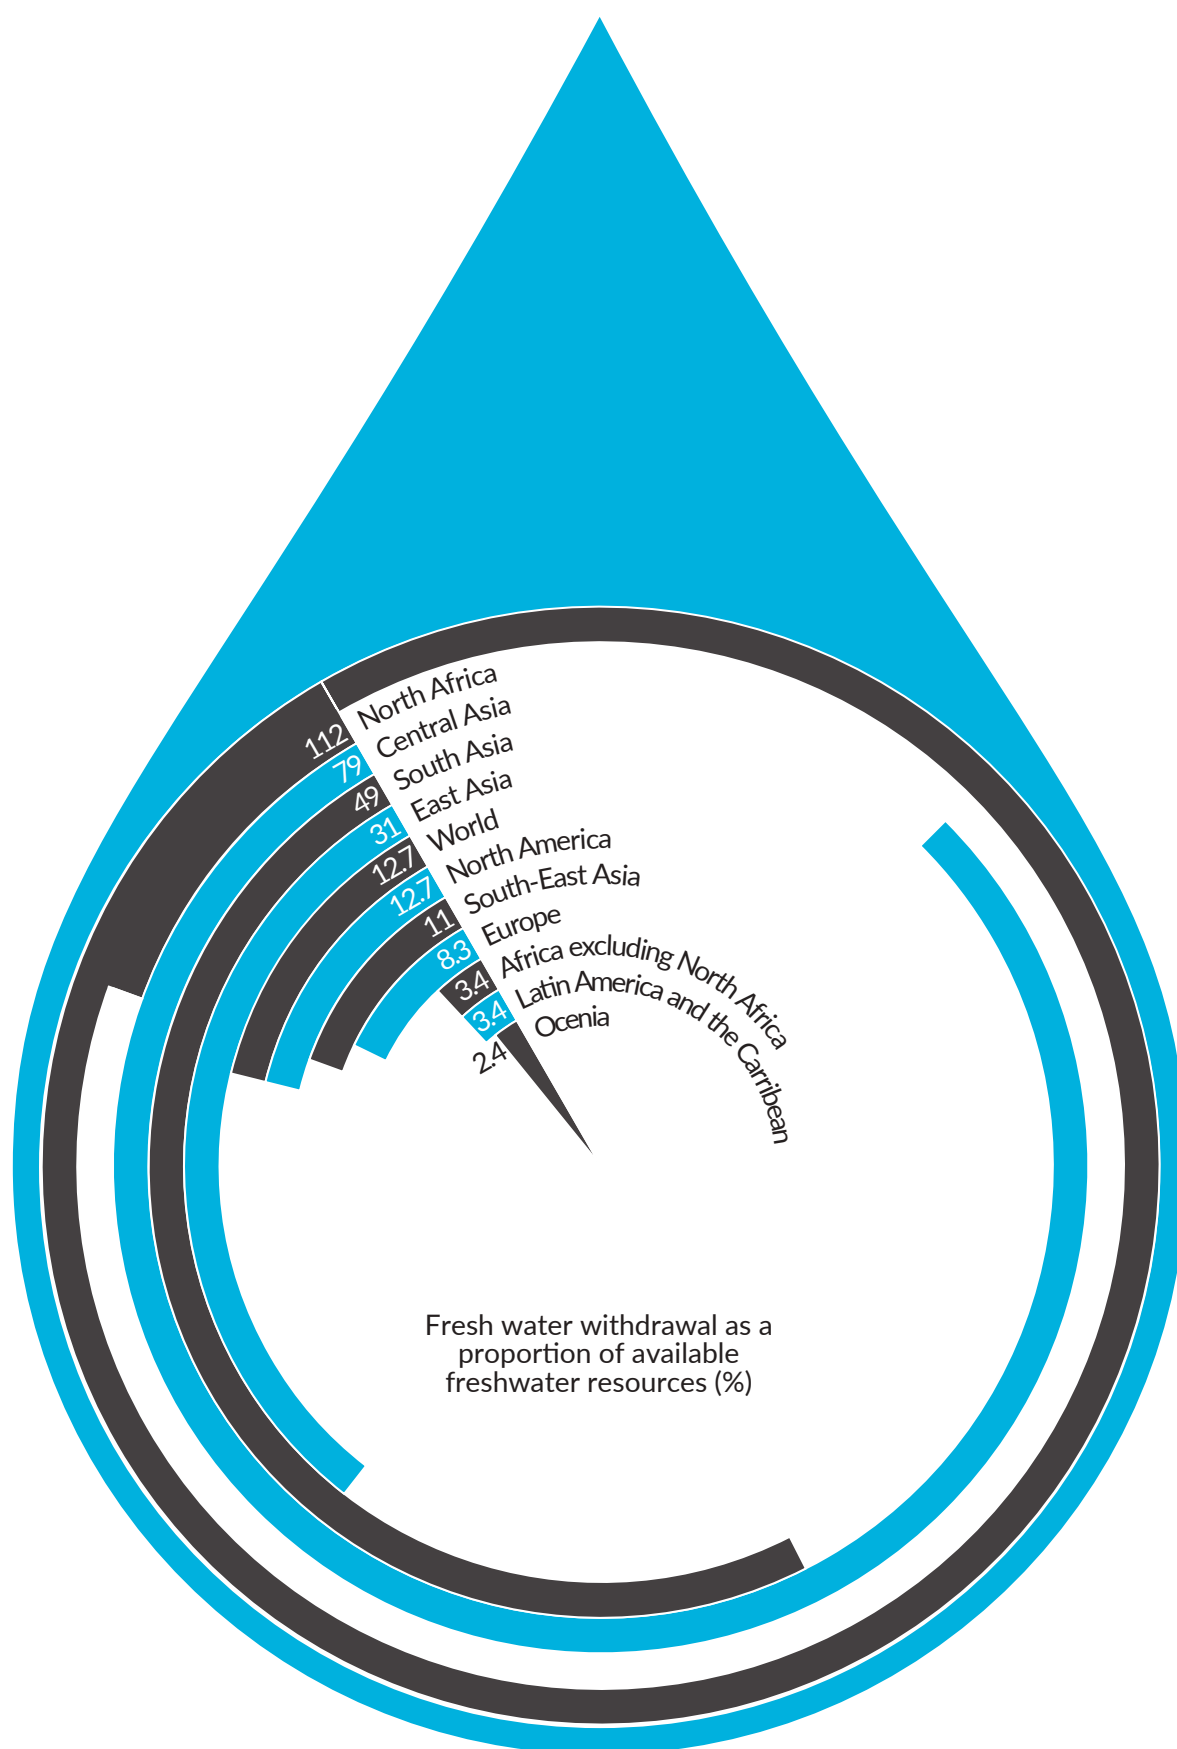 112 North Africa
79 Central Asia
49 South Asia
31 East Asia
12.7 World
12.7 North America
11 South-East Asia
8.3 Europe
3.4 Africa excluding North Africa
3.4 Latin America and the Carribean
2.4 Ocenia
Fresh water withdrawal as a
proportion of available
freshwater resources (%)